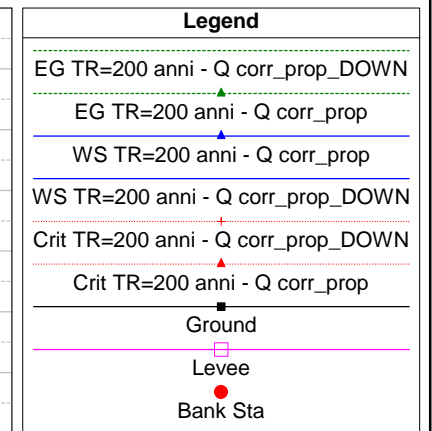 Legend
EG TR=200 anni - Q corr_prop_DOWN
EG TR=200 anni - Q corr_prop
WS TR=200 anni - Q corr_prop
WS TR=200 anni - Q corr_prop_DOWN
Crit TR=200 anni - Q corr_prop_DOWN
Crit TR=200 anni - Q corr_prop
Ground
Levee
Bank Sta